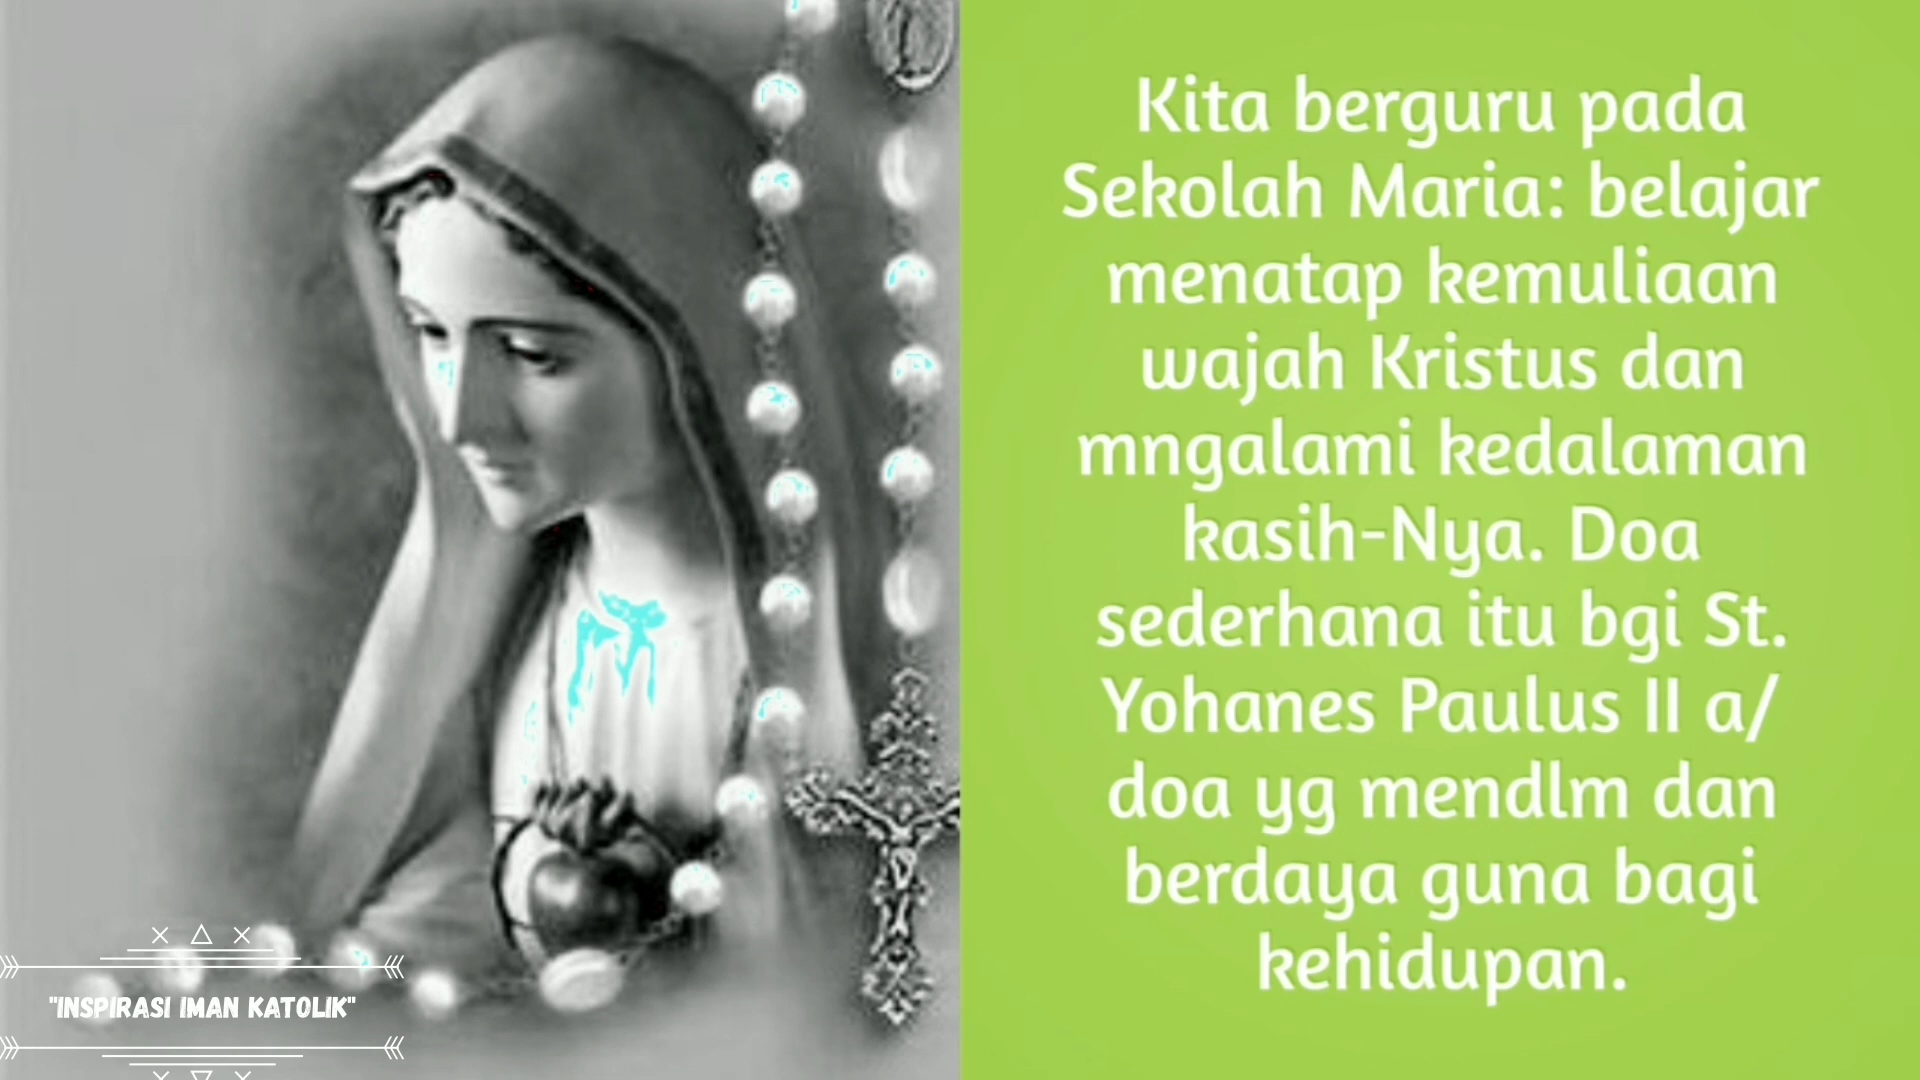 Kita berguru pada
Sekolah Maria: belajar
menatap kemuliaan
wajah Kristus dan
mngalami kedalaman
kasih-Nya. Doa
sederhana itu bgi St.
Yohanes Paulus II a/
doa yg mendlm dan
berdaya guna bagi
kehidupan.
"INSPIRASI IMAN KATOLIK"